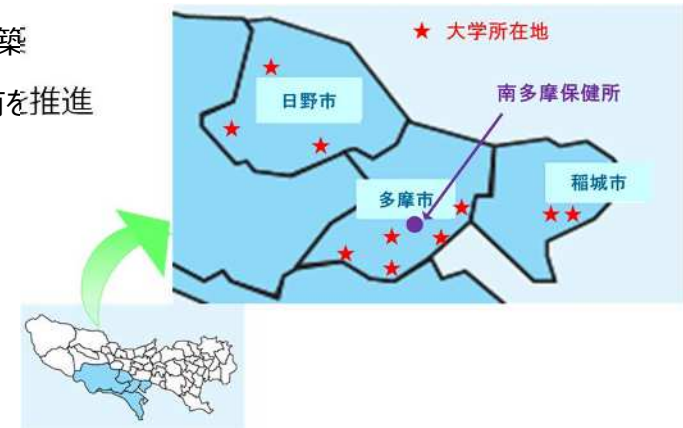 築
を推進
★ 大学所在地
南多摩保健所
日野市
多摩市
稲城市